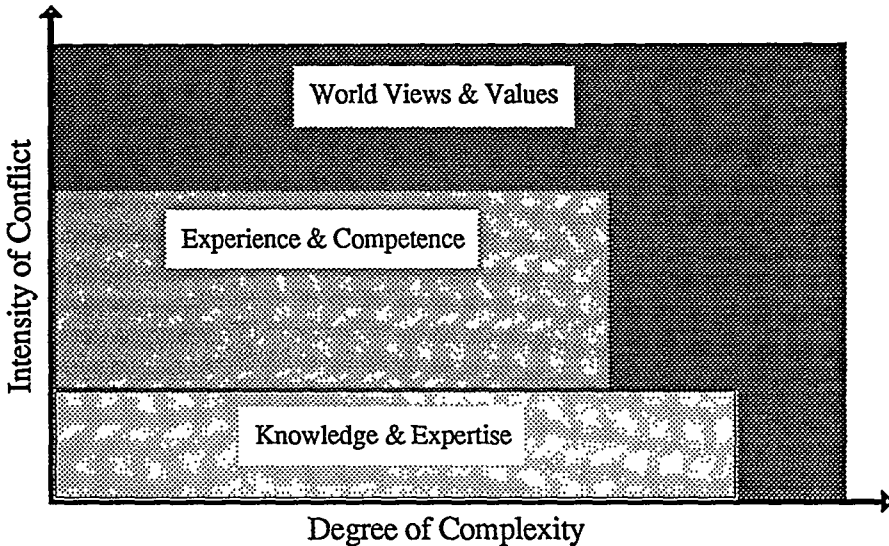 World Views & Values
Experience & Competence
Knowledge & Expertise
Intensity of Conflict
Degree of Complexity